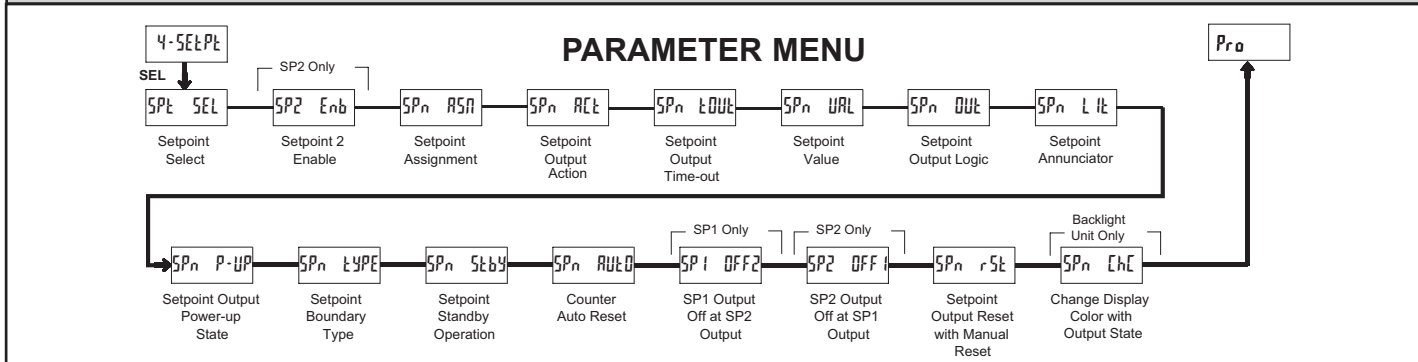 4-SEtPt
PARAMETER MENU
Pro
SEL
SP2 Only
SPt SEL
SP2 Enb
SPn ASN
SPn ACt
SPn tOUt
SPn VAL
SPn OUt
SPn LIt
Setpoint
Select
Setpoint 2
Enable
Setpoint
Assignment
Setpoint
Output
Action
Setpoint
Output
Time-out
Setpoint
Value
Setpoint
Output Logic
Setpoint
Annunciator
SP1 Only
SP2 Only
Backlight
Unit Only
SPn P-UP
SPn tYPE
SPn StbY
SPn AUtO
SP1 OFF2
SP2 OFF1
SPn rSt
SPn ChC
Setpoint Output
Power-up
State
Setpoint
Boundary
Type
Setpoint
Standby
Operation
Counter
Auto Reset
SP1 Output
Off at SP2
Output
SP2 Output
Off at SP1
Output
Setpoint
Output Reset
with Manual
Reset
Change Display
Color with
Output State